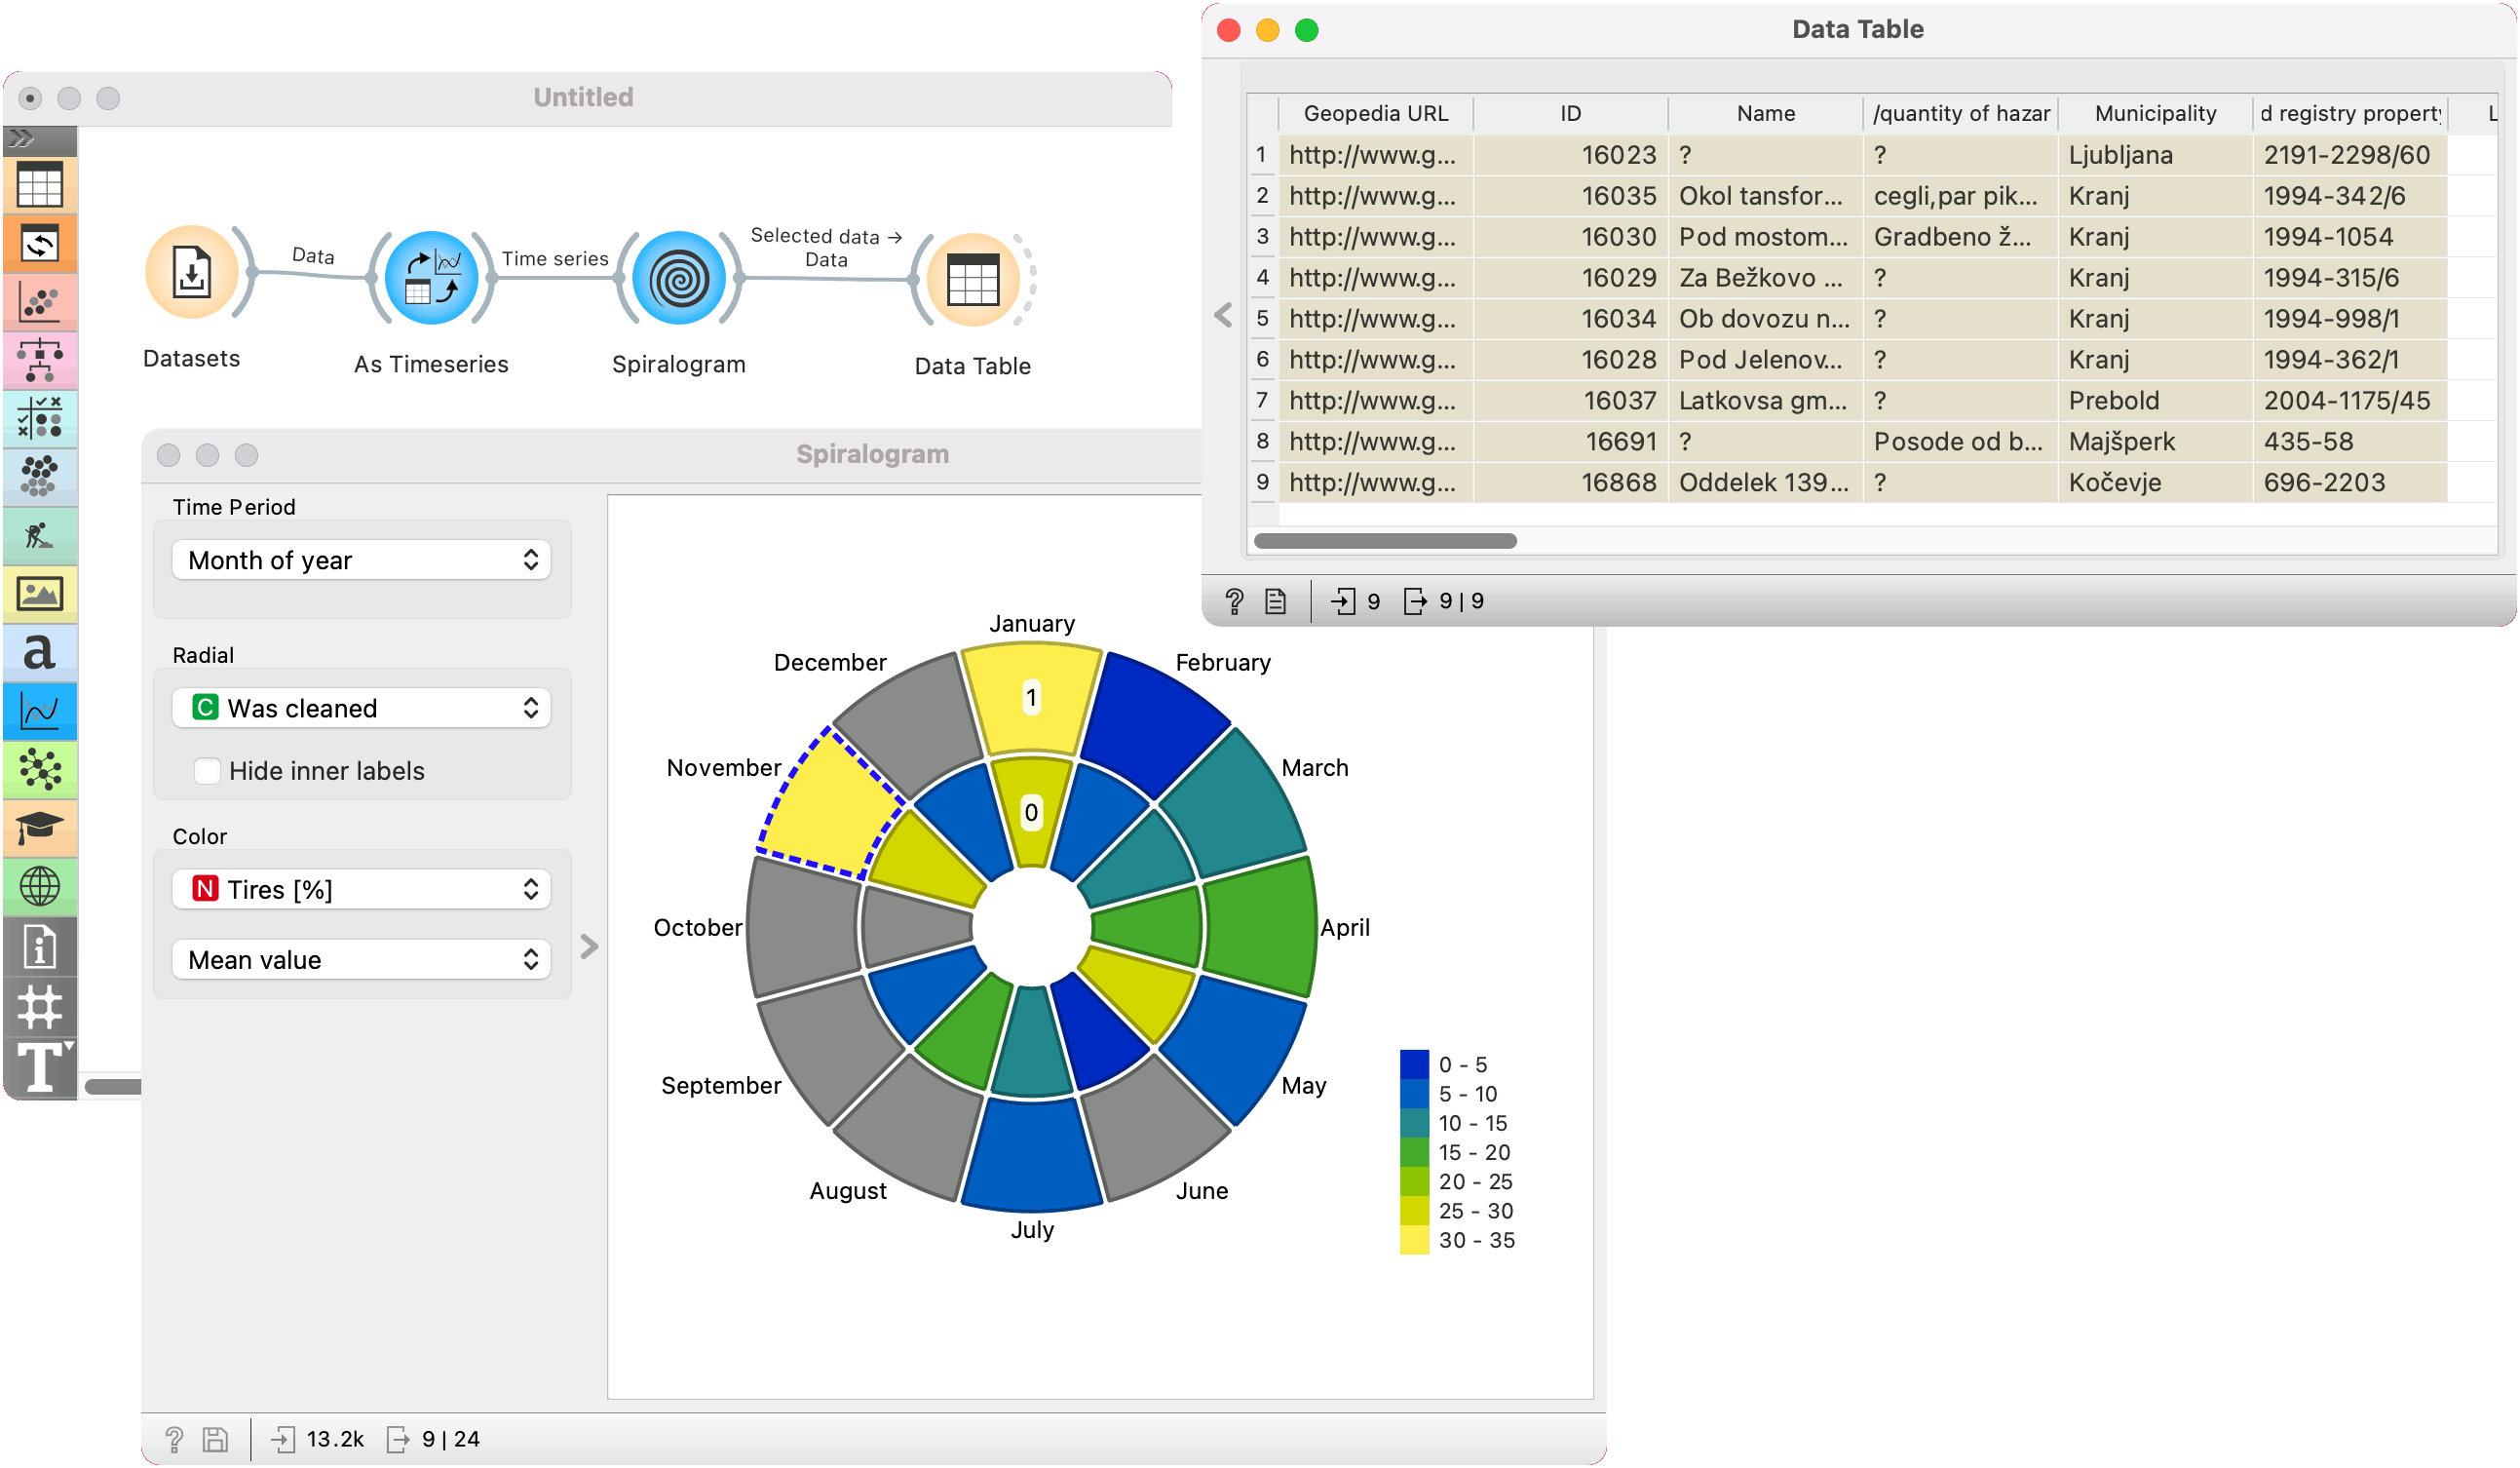 Untitled
Data
Time series
Selected data →
Data
Datasets
As Timeseries
Spiralogram
Data Table
a
T
Spiralogram
Time Period
Month of year
Radial
C Was cleaned
Hide inner labels
Color
N Tires [%]
Mean value
January
February
March
April
May
June
July
August
September
October
November
December
1
0
0 - 5
5 - 10
10 - 15
15 - 20
20 - 25
25 - 30
30 - 35
? 13.2k 9 | 24
Data Table
Geopedia URL ID Name /quantity of hazar Municipality d registry property L
1 http://www.g... 16023 ? ? Ljubljana 2191-2298/60
2 http://www.g... 16035 Okol tansfor... cegli,par pik... Kranj 1994-342/6
3 http://www.g... 16030 Pod mostom... Gradbeno ž... Kranj 1994-1054
4 http://www.g... 16029 Za Bežkovo ... ? Kranj 1994-315/6
5 http://www.g... 16034 Ob dovozu n... ? Kranj 1994-998/1
6 http://www.g... 16028 Pod Jelenov... ? Kranj 1994-362/1
7 http://www.g... 16037 Latkovsa gm... ? Prebold 2004-1175/45
8 http://www.g... 16691 ? Posode od b... Majšperk 435-58
9 http://www.g... 16868 Oddelek 139... ? Kočevje 696-2203
? 9 9 | 9